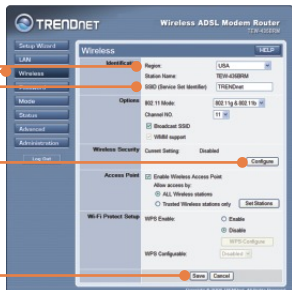 TRENDNET
Wireless ADSL Modem Router
TEW-436BRM
Setup Wizard
LAN
Wireless
Password
Mode
Status
Advanced
Administration
Log Out
Wireless
HELP
Identification
Region: USA
Station Name: TEW-436BRM
SSID (Service Set Identifier) TRENDnet
Options
802.11 Mode: 802.11g & 802.11b
Channel NO. 11
Broadcast SSID
WMM support
Wireless Security
Current Setting: Disabled
Configure
Access Point
Enable Wireless Access Point
Allow access by:
ALL Wireless stations
Trusted Wireless stations only
Set Stations
Wi-Fi Protect Setup
WPS Enable:
Enable
Disable
WPS Configure
WPS Configurable
Disabled
Save
Cancel